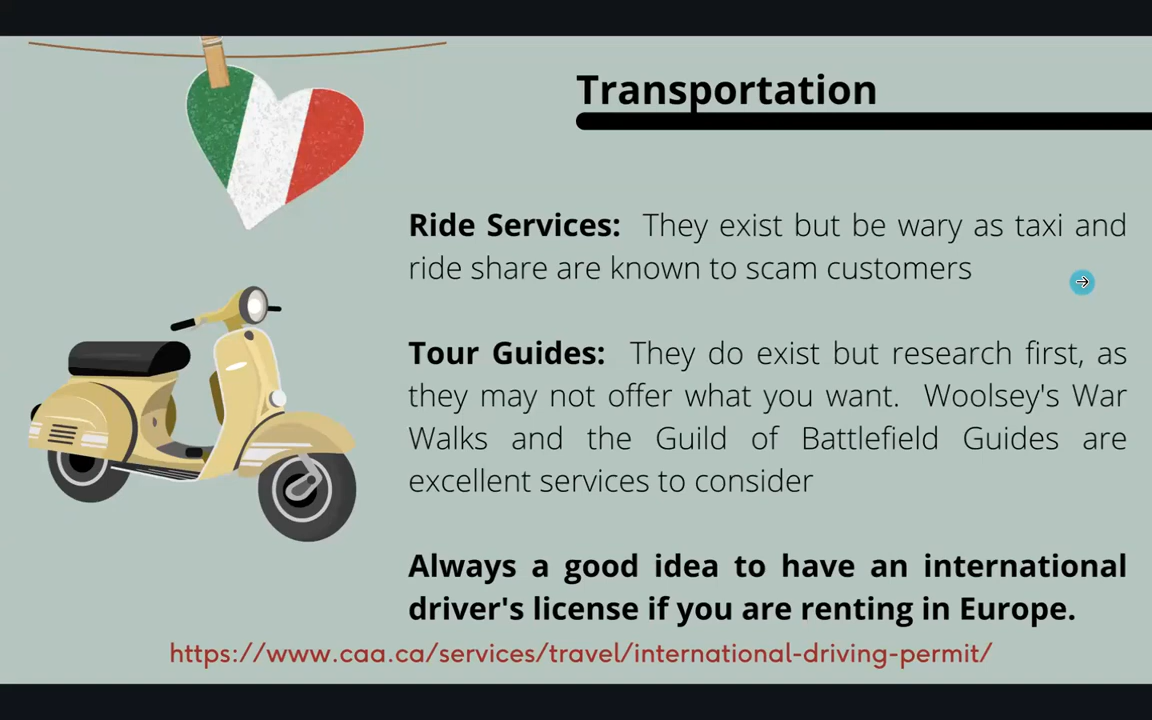 Transportation
Ride Services: They exist but be wary as taxi and
ride share are known to scam customers
Tour Guides: They do exist but research first, as
they may not offer what you want. Woolsey's War
Walks and the Guild of Battlefield Guides are
excellent services to consider
Always a good idea to have an international
driver's license if you are renting in Europe.
https://www.caa.ca/services/travel/international-driving-permit/